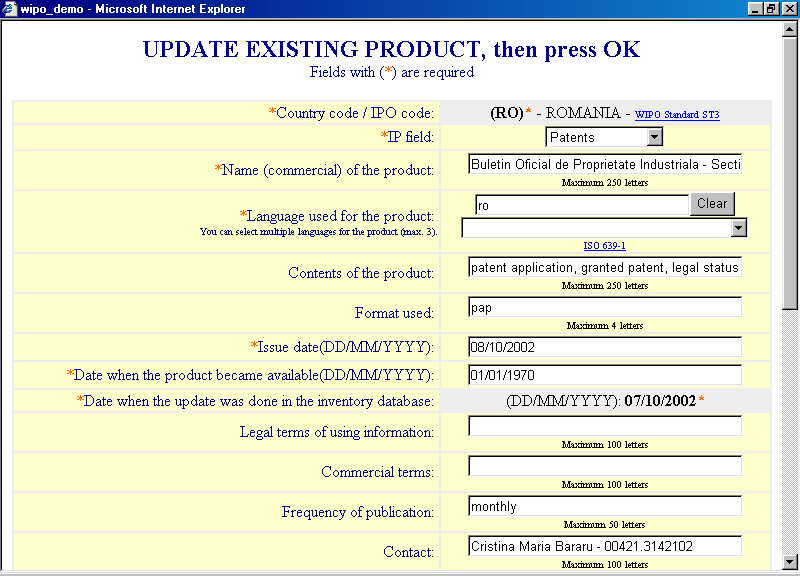 wipo_demo - Microsoft Internet Explorer
UPDATE EXISTING PRODUCT, then press OK
Fields with (*) are required
*Country code / IPO code: (RO)* - ROMANIA - WIPO Standard ST3
*IP field: Patents
*Name (commercial) of the product: Buletin Oficial de Proprietate Industriala - Secti
Maximum 250 letters
*Language used for the product: ro Clear
You can select multiple languages for the product (max. 3).
ISO 639-1
Contents of the product: patent application, granted patent, legal status
Maximum 250 letters
Format used: pap
Maximum 4 letters
*Issue date(DD/MM/YYYY): 08/10/2002
*Date when the product became available(DD/MM/YYYY): 01/01/1970
*Date when the update was done in the inventory database: (DD/MM/YYYY): 07/10/2002 *
Legal terms of using information:
Maximum 100 letters
Commercial terms:
Maximum 100 letters
Frequency of publication: monthly
Maximum 50 letters
Contact: Cristina Maria Bararu - 00421.3142102
Maximum 100 letters